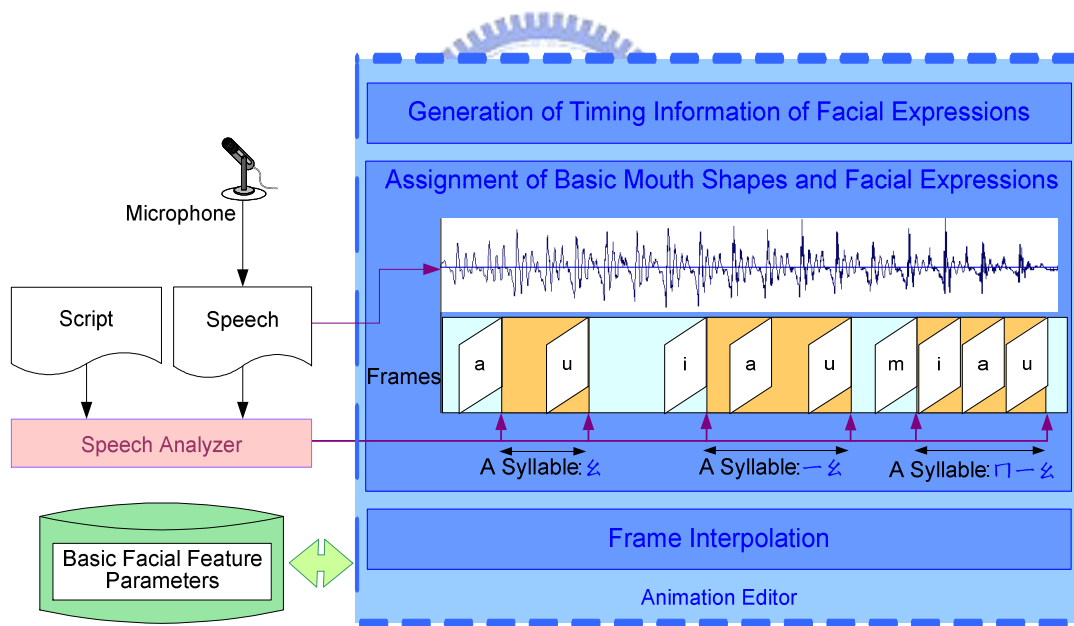 Generation of Timing Information of Facial Expressions
Assignment of Basic Mouth Shapes and Facial Expressions
Microphone
Script
Speech
Frames
a
u
i
a
u
m
i
a
u
Speech Analyzer
A Syllable: ㄠ
A Syllable: ㄧㄠ
A Syllable: ㄇㄧㄠ
Basic Facial Feature
Parameters
Frame Interpolation
Animation Editor